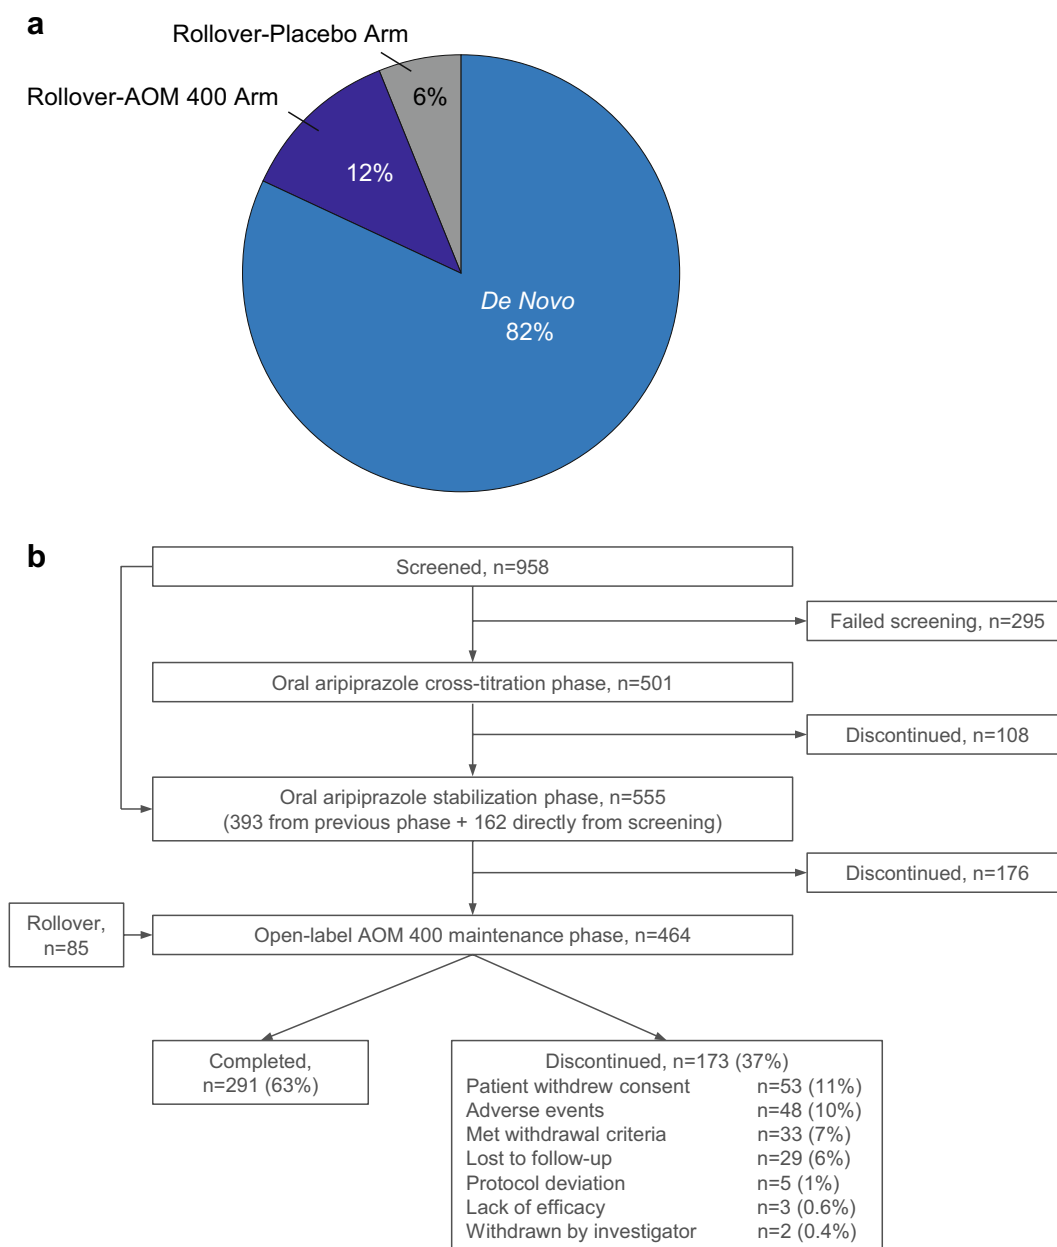 a
Rollover-Placebo Arm
Rollover-AOM 400 Arm
6%
12%
De Novo
82%
b
Screened, n=958
Failed screening, n=295
Oral aripiprazole cross-titration phase, n=501
Discontinued, n=108
Oral aripiprazole stabilization phase, n=555
(393 from previous phase + 162 directly from screening)
Discontinued, n=176
Rollover,
n=85
Open-label AOM 400 maintenance phase, n=464
Completed,
n=291 (63%)
Discontinued, n=173 (37%)
Patient withdrew consent n=53 (11%)
Adverse events n=48 (10%)
Met withdrawal criteria n=33 (7%)
Lost to follow-up n=29 (6%)
Protocol deviation n=5 (1%)
Lack of efficacy n=3 (0.6%)
Withdrawn by investigator n=2 (0.4%)